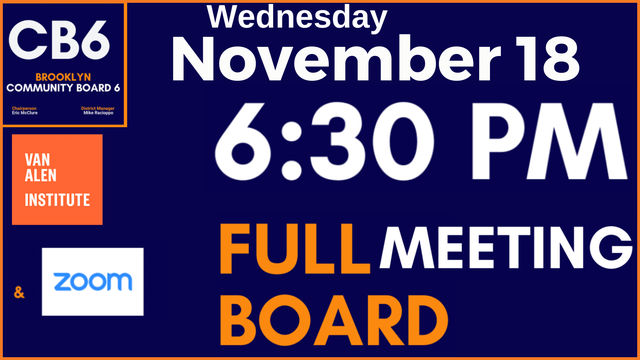 CB6
BROOKLYN
COMMUNITY BOARD 6
Chairperson District Manager
Eric McClure Mike Racioppo
Wednesday
November 18
6:30 PM
VAN
ALEN
INSTITUTE
& zoom
FULL MEETING
BOARD